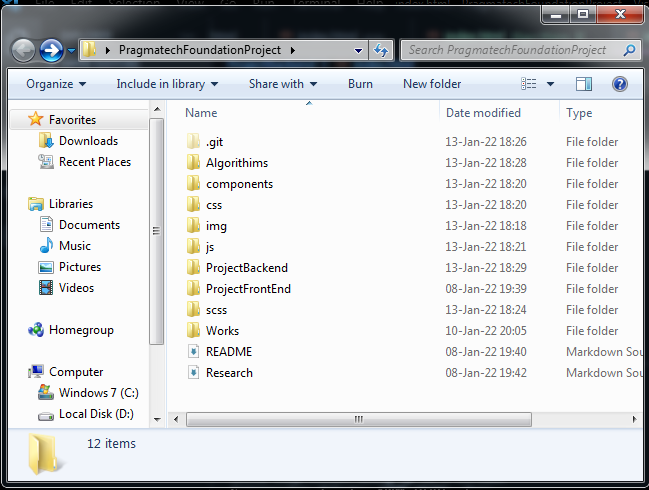 PragmatechFoundationProject
Search PragmatechFoundationProject
Organize Include in library Share with Burn New folder
Name Date modified Type
Favorites
Downloads
Recent Places
Libraries
Documents
Music
Pictures
Videos
Homegroup
Computer
Windows 7 (C:)
Local Disk (D:)
.git 13-Jan-22 18:26 File folder
Algorithims 13-Jan-22 18:28 File folder
components 13-Jan-22 18:20 File folder
css 13-Jan-22 18:20 File folder
img 13-Jan-22 18:18 File folder
js 13-Jan-22 18:21 File folder
ProjectBackend 13-Jan-22 18:29 File folder
ProjectFrontEnd 08-Jan-22 19:39 File folder
scss 13-Jan-22 18:24 File folder
Works 10-Jan-22 20:05 File folder
README 08-Jan-22 19:40 Markdown Sou
Research 08-Jan-22 19:42 Markdown Sou
12 items